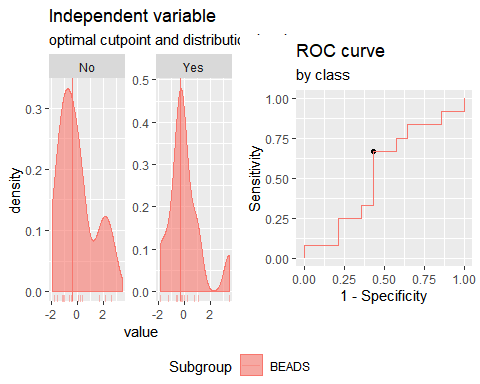 Independent variable
optimal cutpoint and distributio
No
Yes
density
0.3
0.2
0.1
0.0
0.5
0.4
0.3
0.2
0.1
0.0
-2 0 2
-2 0 2
value
ROC curve
by class
Sensitivity
1.00
0.75
0.50
0.25
0.00
0.00 0.25 0.50 0.75 1.00
1 - Specificity
Subgroup BEADS